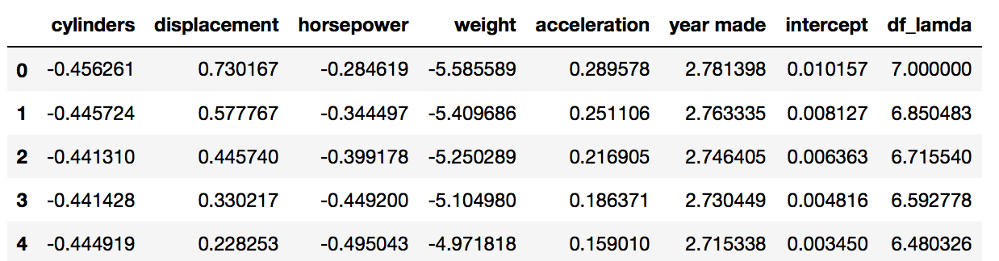 cylinders displacement horsepower weight acceleration year made intercept df_lamda
0 -0.456261 0.730167 -0.284619 -5.585589 0.289578 2.781398 0.010157 7.000000
1 -0.445724 0.577767 -0.344497 -5.409686 0.251106 2.763335 0.008127 6.850483
2 -0.441310 0.445740 -0.399178 -5.250289 0.216905 2.746405 0.006363 6.715540
3 -0.441428 0.330217 -0.449200 -5.104980 0.186371 2.730449 0.004816 6.592778
4 -0.444919 0.228253 -0.495043 -4.971818 0.159010 2.715338 0.003450 6.480326